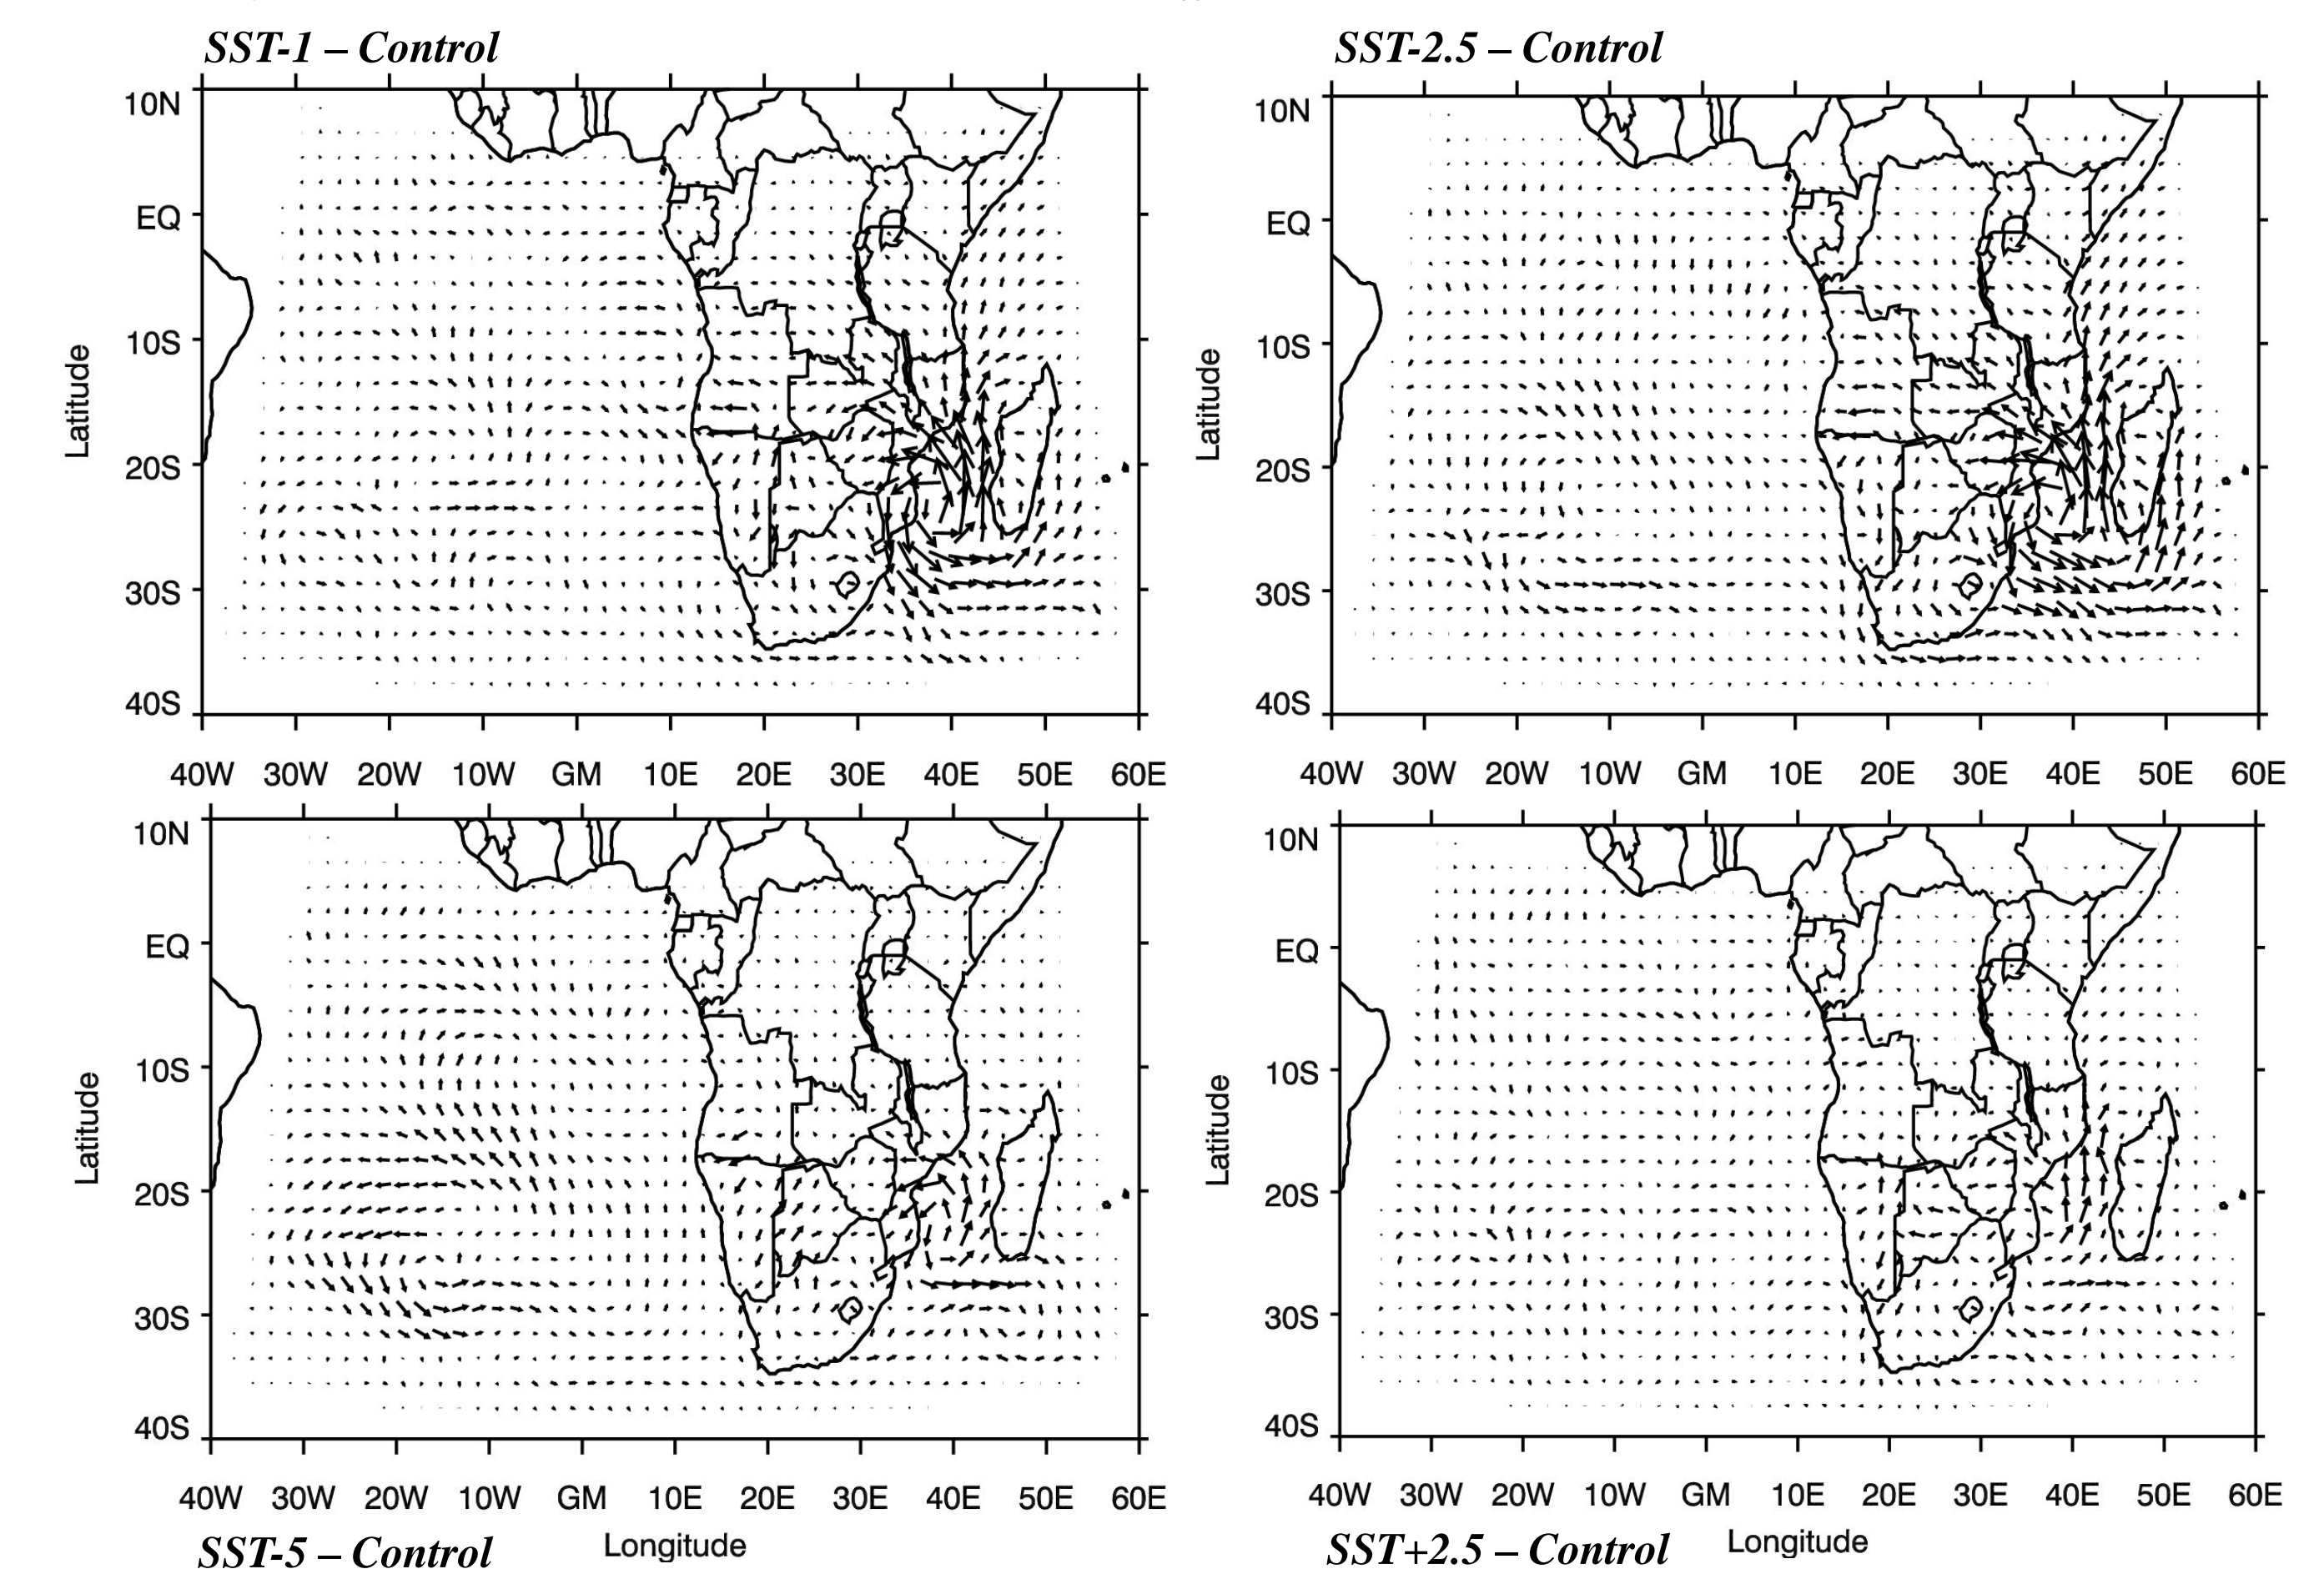 SST-1 – Control
SST-2.5 – Control
10N
EQ
10S
20S
30S
40S
Latitude
40W 30W 20W 10W GM 10E 20E 30E 40E 50E 60E
10N
EQ
10S
20S
30S
40S
Latitude
40W 30W 20W 10W GM 10E 20E 30E 40E 50E 60E
10N
EQ
10S
20S
30S
40S
Latitude
40W 30W 20W 10W GM 10E 20E 30E 40E 50E 60E
SST-5 – Control
Longitude
10N
EQ
10S
20S
30S
40S
Latitude
40W 30W 20W 10W GM 10E 20E 30E 40E 50E 60E
SST+2.5 – Control
Longitude